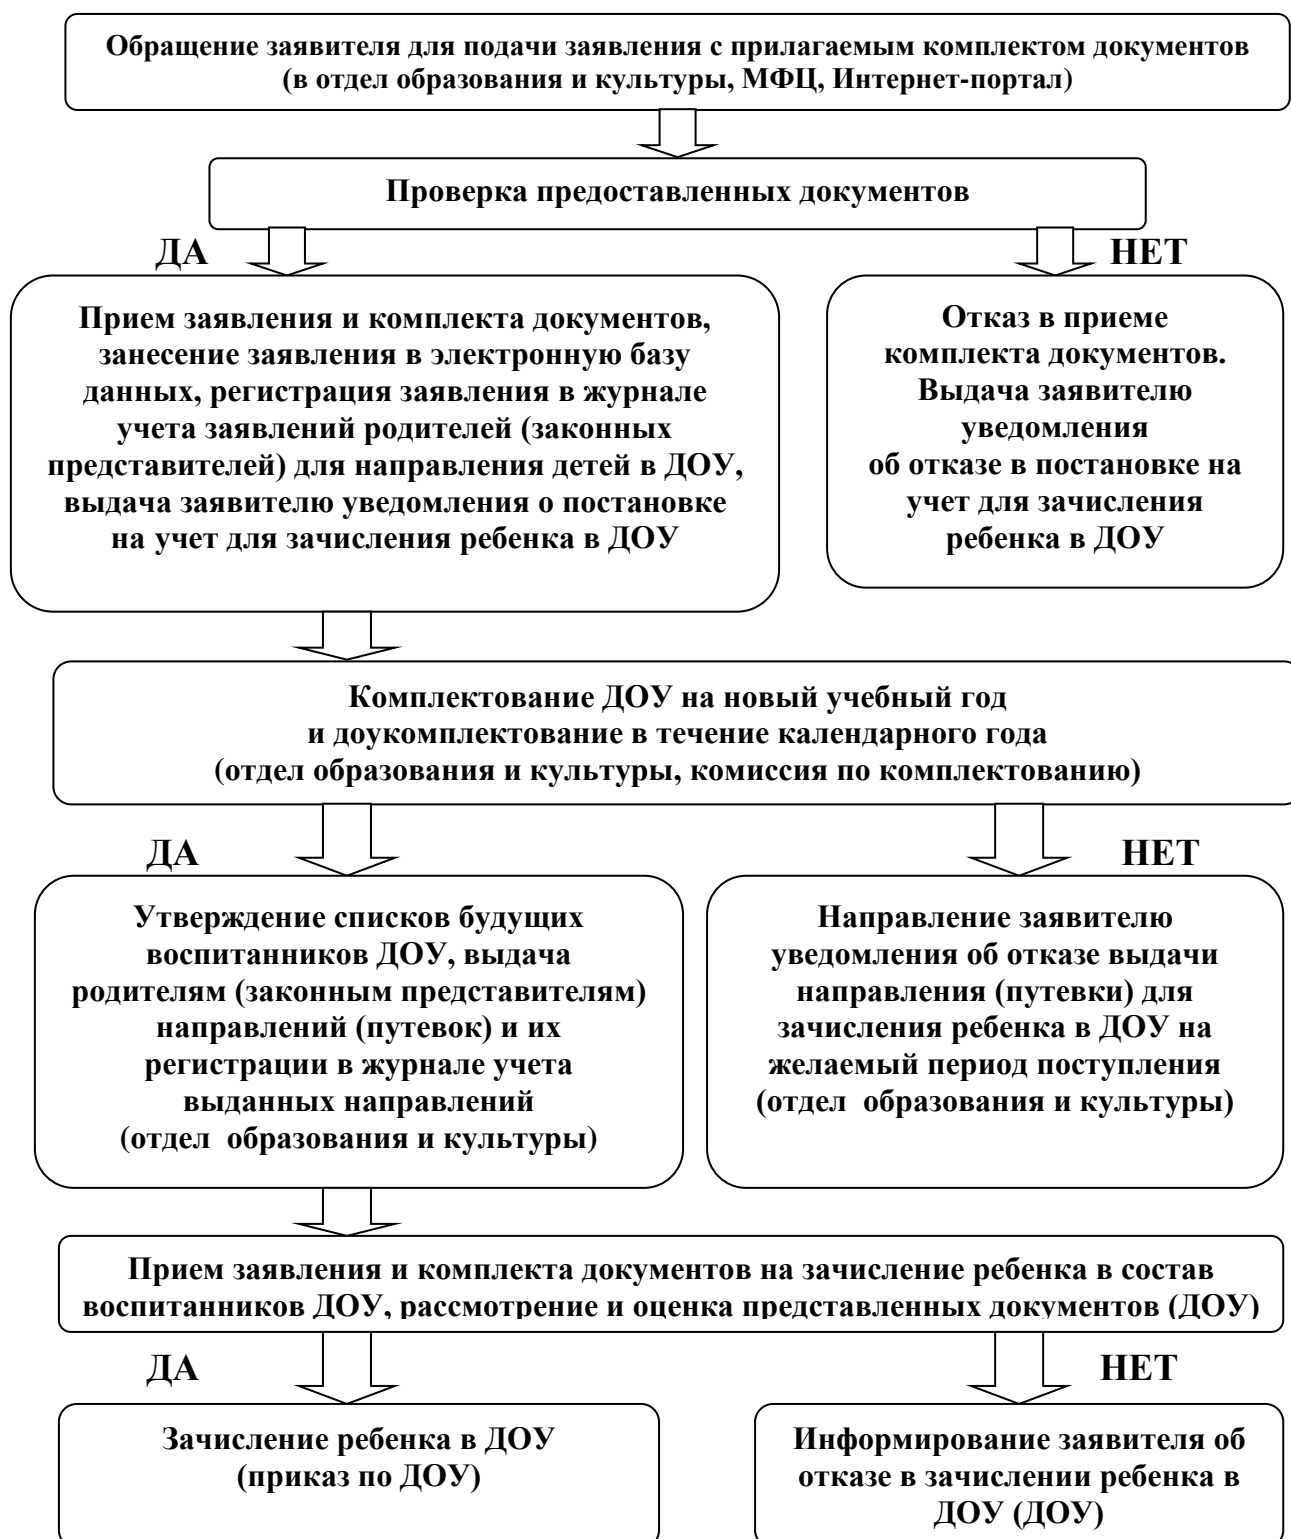 Обращение заявителя для подачи заявления с прилагаемым комплектом документов
(в отдел образования и культуры, МФЦ, Интернет-портал)
Проверка предоставленных документов
ДА
НЕТ
Прием заявления и комплекта документов,
занесение заявления в электронную базу
данных, регистрация заявления в журнале
учета заявлений родителей (законных
представителей) для направления детей в ДОУ,
выдача заявителю уведомления о постановке
на учет для зачисления ребенка в ДОУ
Отказ в приеме
комплекта документов.
Выдача заявителю
уведомления
об отказе в постановке на
учет для зачисления
ребенка в ДОУ
Комплектование ДОУ на новый учебный год
и доукомплектование в течение календарного года
(отдел образования и культуры, комиссия по комплектованию)
ДА
НЕТ
Утверждение списков будущих
воспитанников ДОУ, выдача
родителям (законным представителям)
направлений (путевок) и их
регистрации в журнале учета
выданных направлений
(отдел  образования и культуры)
Направление заявителю
уведомления об отказе выдачи
направления (путевки) для
зачисления ребенка в ДОУ на
желаемый период поступления
(отдел  образования и культуры)
Прием заявления и комплекта документов на зачисление ребенка в состав
воспитанников ДОУ, рассмотрение и оценка представленных документов (ДОУ)
ДА
НЕТ
Зачисление ребенка в ДОУ
(приказ по ДОУ)
Информирование заявителя об
отказе в зачислении ребенка в
ДОУ (ДОУ)